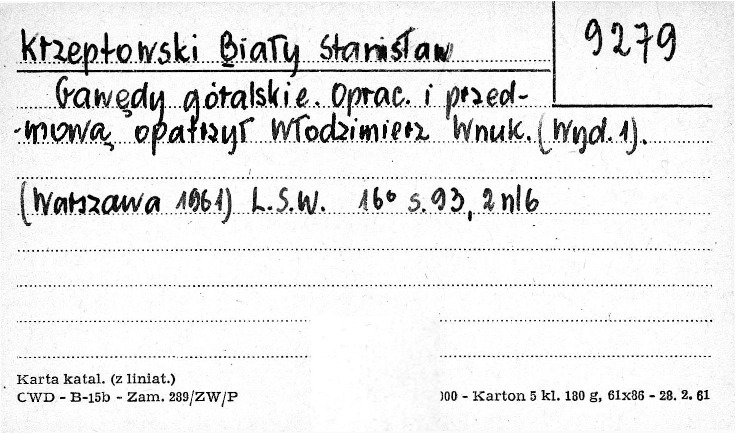 Krzeptowski Biały Stanisław
9279
Gawędy góralskie. Oprac. i przed-
-mową opatrzył Włodzimierz Wnuk. (Wyd. 1).
(Warszawa 1961) L.S.W. 16° s. 93, 2 nlb
Karta katal. (z liniat.)
CWD - B-15b - Zam. 289/ZW/P
000 - Karton 5 kl. 180 g, 61x86 - 28. 2. 61